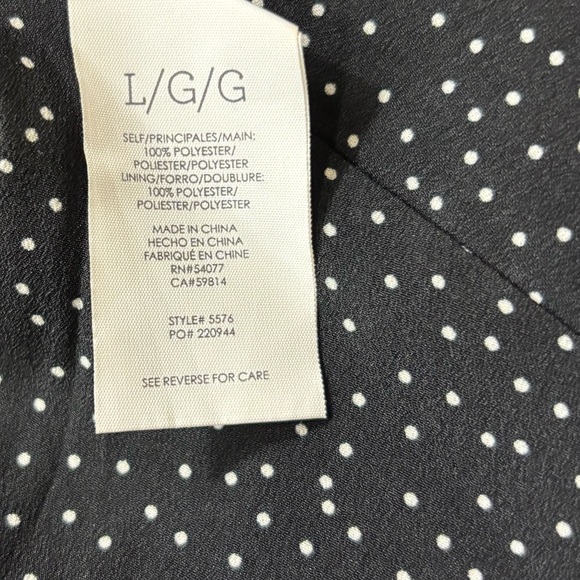 L/G/G
SELF/PRINCIPALES/MAIN:
100% POLYESTER/
POLIESTER/POLYESTER
LINING/FORRO/DOUBLURE:
100% POLYESTER/
POLIESTER/POLYESTER
MADE IN CHINA
HECHO EN CHINA
FABRIQUÉ EN CHINE
RN#54077
CA#59814
STYLE# 5576
PO# 220944
SEE REVERSE FOR CARE